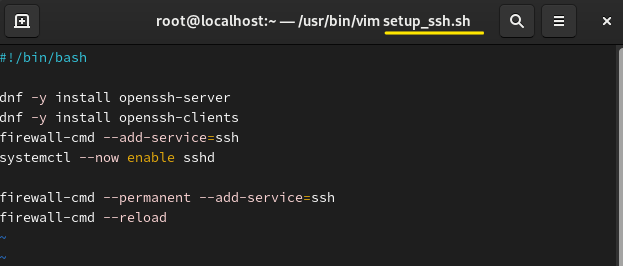 root@localhost:~ — /usr/bin/vim setup_ssh.sh
#!/bin/bash
dnf -y install openssh-server
dnf -y install openssh-clients
firewall-cmd --add-service=ssh
systemctl --now enable sshd
firewall-cmd --permanent --add-service=ssh
firewall-cmd --reload
~
~